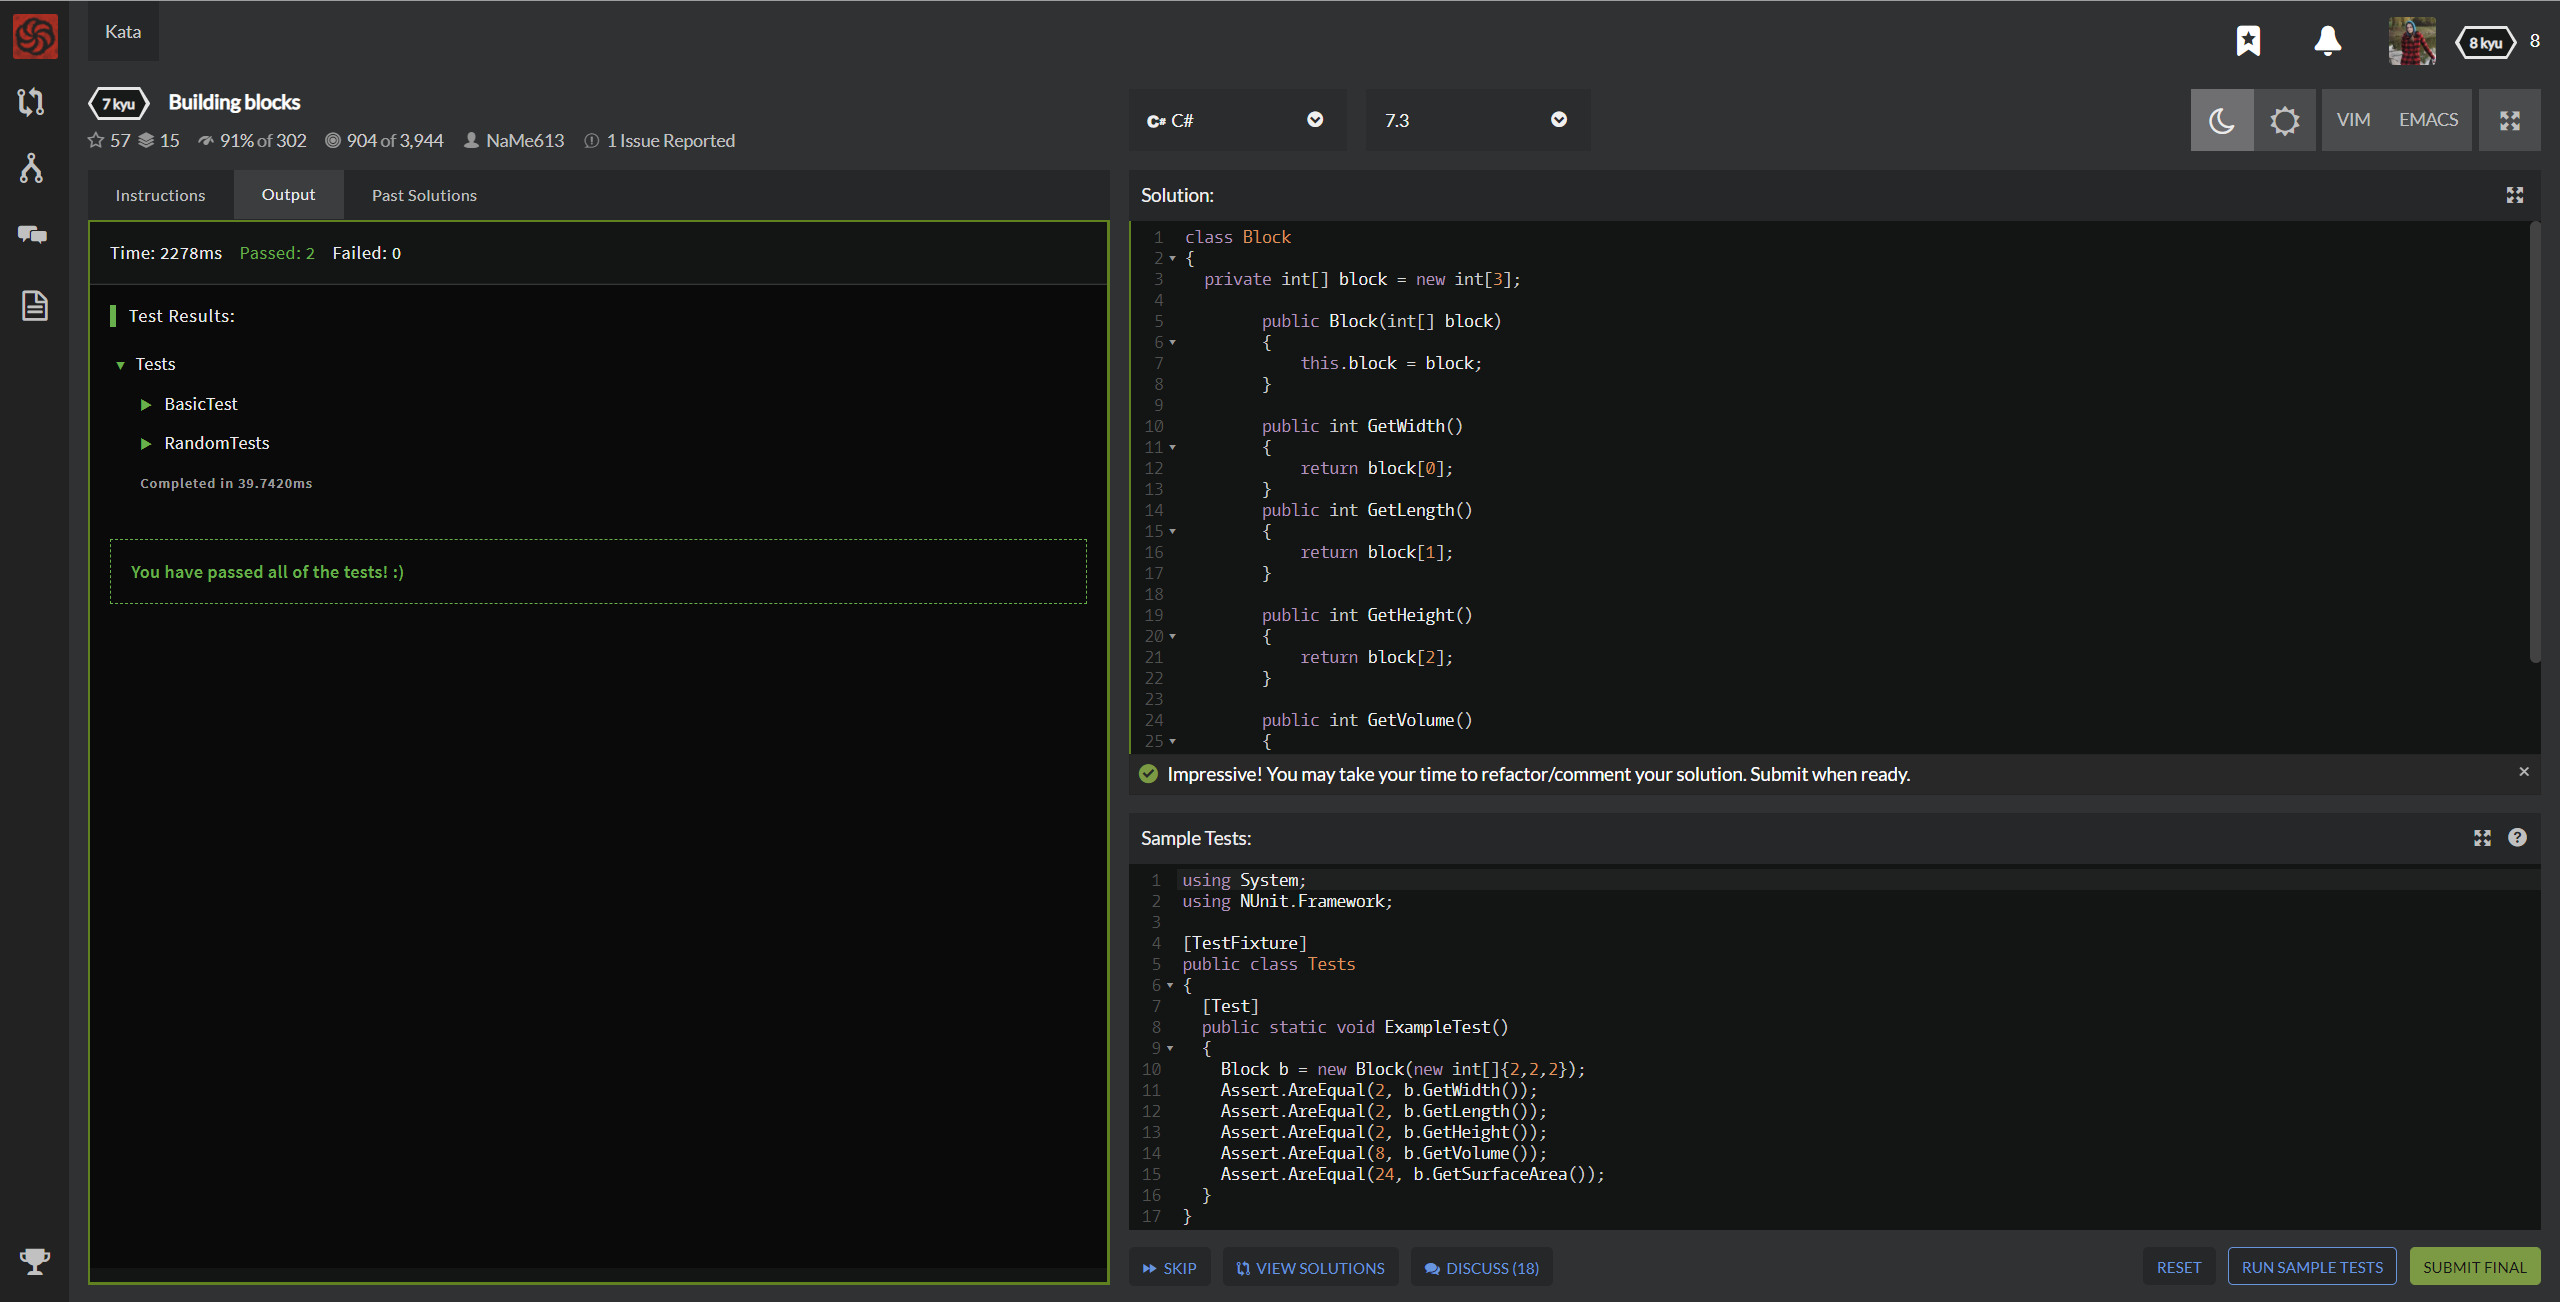 Kata
8 kyu 8
7 kyu Building blocks
57 15 91% of 302 904 of 3,944 NaMe613 1 Issue Reported
C# C#
7.3
VIM EMACS
Instructions Output Past Solutions
Time: 2278ms Passed: 2 Failed: 0
Test Results:
Tests
BasicTest
RandomTests
Completed in 39.7420ms
You have passed all of the tests! :)
Solution:
1 class Block
2 {
3 private int[] block = new int[3];
4
5 public Block(int[] block)
6 {
7 this.block = block;
8 }
9
10 public int GetWidth()
11 {
12 return block[0];
13 }
14 public int GetLength()
15 {
16 return block[1];
17 }
18
19 public int GetHeight()
20 {
21 return block[2];
22 }
23
24 public int GetVolume()
25 {
Impressive! You may take your time to refactor/comment your solution. Submit when ready.
Sample Tests:
1 using System;
2 using NUnit.Framework;
3
4 [TestFixture]
5 public class Tests
6 {
7 [Test]
8 public static void ExampleTest()
9 {
10 Block b = new Block(new int[]{2,2,2});
11 Assert.AreEqual(2, b.GetWidth());
12 Assert.AreEqual(2, b.GetLength());
13 Assert.AreEqual(2, b.GetHeight());
14 Assert.AreEqual(8, b.GetVolume());
15 Assert.AreEqual(24, b.GetSurfaceArea());
16 }
17 }
SKIP VIEW SOLUTIONS DISCUSS (18) RESET RUN SAMPLE TESTS SUBMIT FINAL